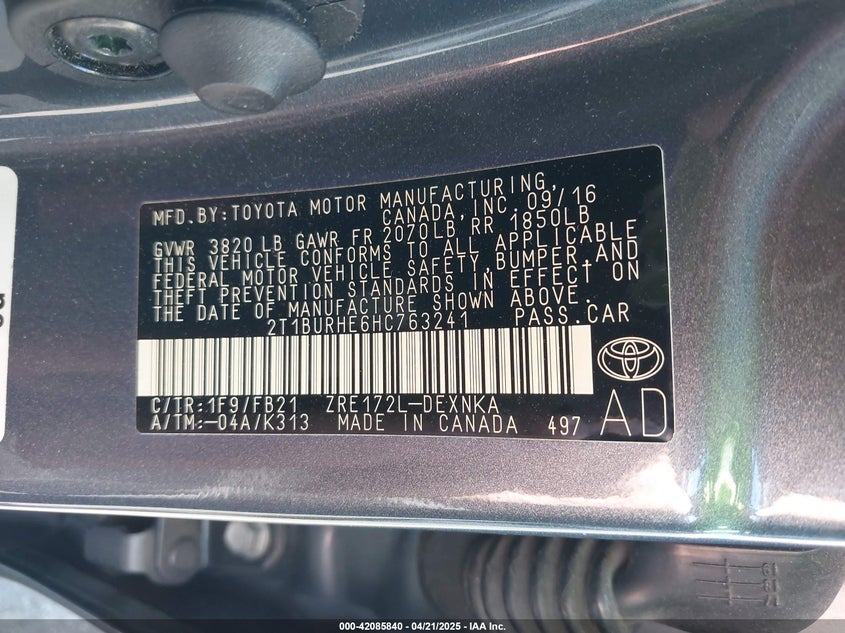 MFD. BY: TOYOTA MOTOR MANUFACTURING,
CANADA, INC. 09/16
GVWR 3820 LB GAWR FR 2070LB RR 1850LB
THIS VEHICLE CONFORMS TO ALL APPLICABLE
FEDERAL MOTOR VEHICLE SAFETY, BUMPER, AND
THEFT PREVENTION STANDARDS IN EFFECT ON
THE DATE OF MANUFACTURE SHOWN ABOVE.
2T1BURHE6HC763241 PASS. CAR
C/TR: 1F9/FB21 ZRE172L-DEXNKA
A/TM: -04A/K313 MADE IN CANADA 497
AD
000-42085840 - 04/21/2025 - IAA Inc.